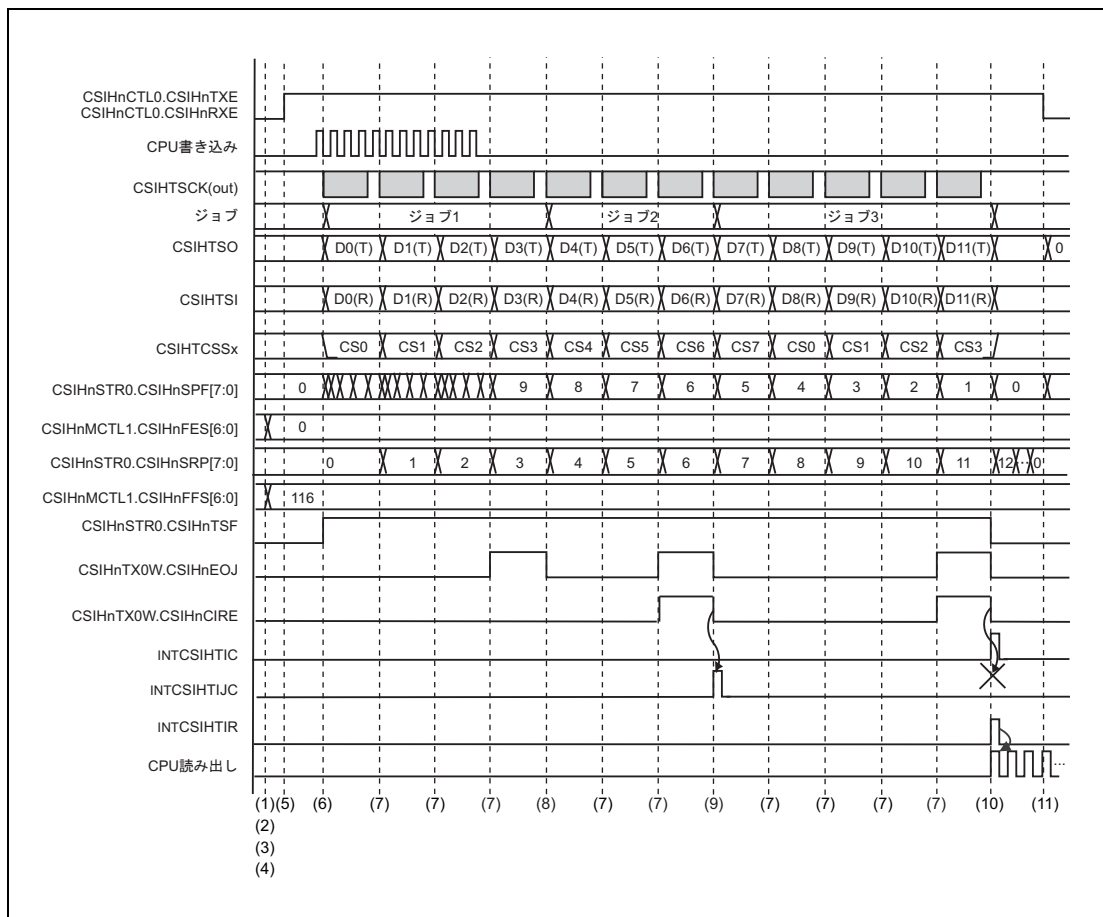 CSIHnCTL0.CSIHnTXE
CSIHnCTL0.CSIHnRXE
CPU書き込み
CSIHTSCK(out)
ジョブ ジョブ1 ジョブ2 ジョブ3
CSIHTSO D0(T) D1(T) D2(T) D3(T) D4(T) D5(T) D6(T) D7(T) D8(T) D9(T) D10(T) D11(T) 0
CSIHTSI D0(R) D1(R) D2(R) D3(R) D4(R) D5(R) D6(R) D7(R) D8(R) D9(R) D10(R) D11(R)
CSIHTCSSx CS0 CS1 CS2 CS3 CS4 CS5 CS6 CS7 CS0 CS1 CS2 CS3
CSIHnSTR0.CSIHnSPF[7:0] 0 9 8 7 6 5 4 3 2 1 0
CSIHnMCTL1.CSIHnFES[6:0] 0
CSIHnSTR0.CSIHnSRP[7:0] 0 1 2 3 4 5 6 7 8 9 10 11 12 ... 0
CSIHnMCTL1.CSIHnFFS[6:0] 116
CSIHnSTR0.CSIHnTSF
CSIHnTX0W.CSIHnEOJ
CSIHnTX0W.CSIHnCIRE
INTCSIHTIC
INTCSIHTIJC
INTCSIHTIR
CPU読み出し ...
(1) (5) (6) (7) (7) (7) (8) (7) (7) (9) (7) (7) (7) (7) (10) (11)
(2)
(3)
(4)